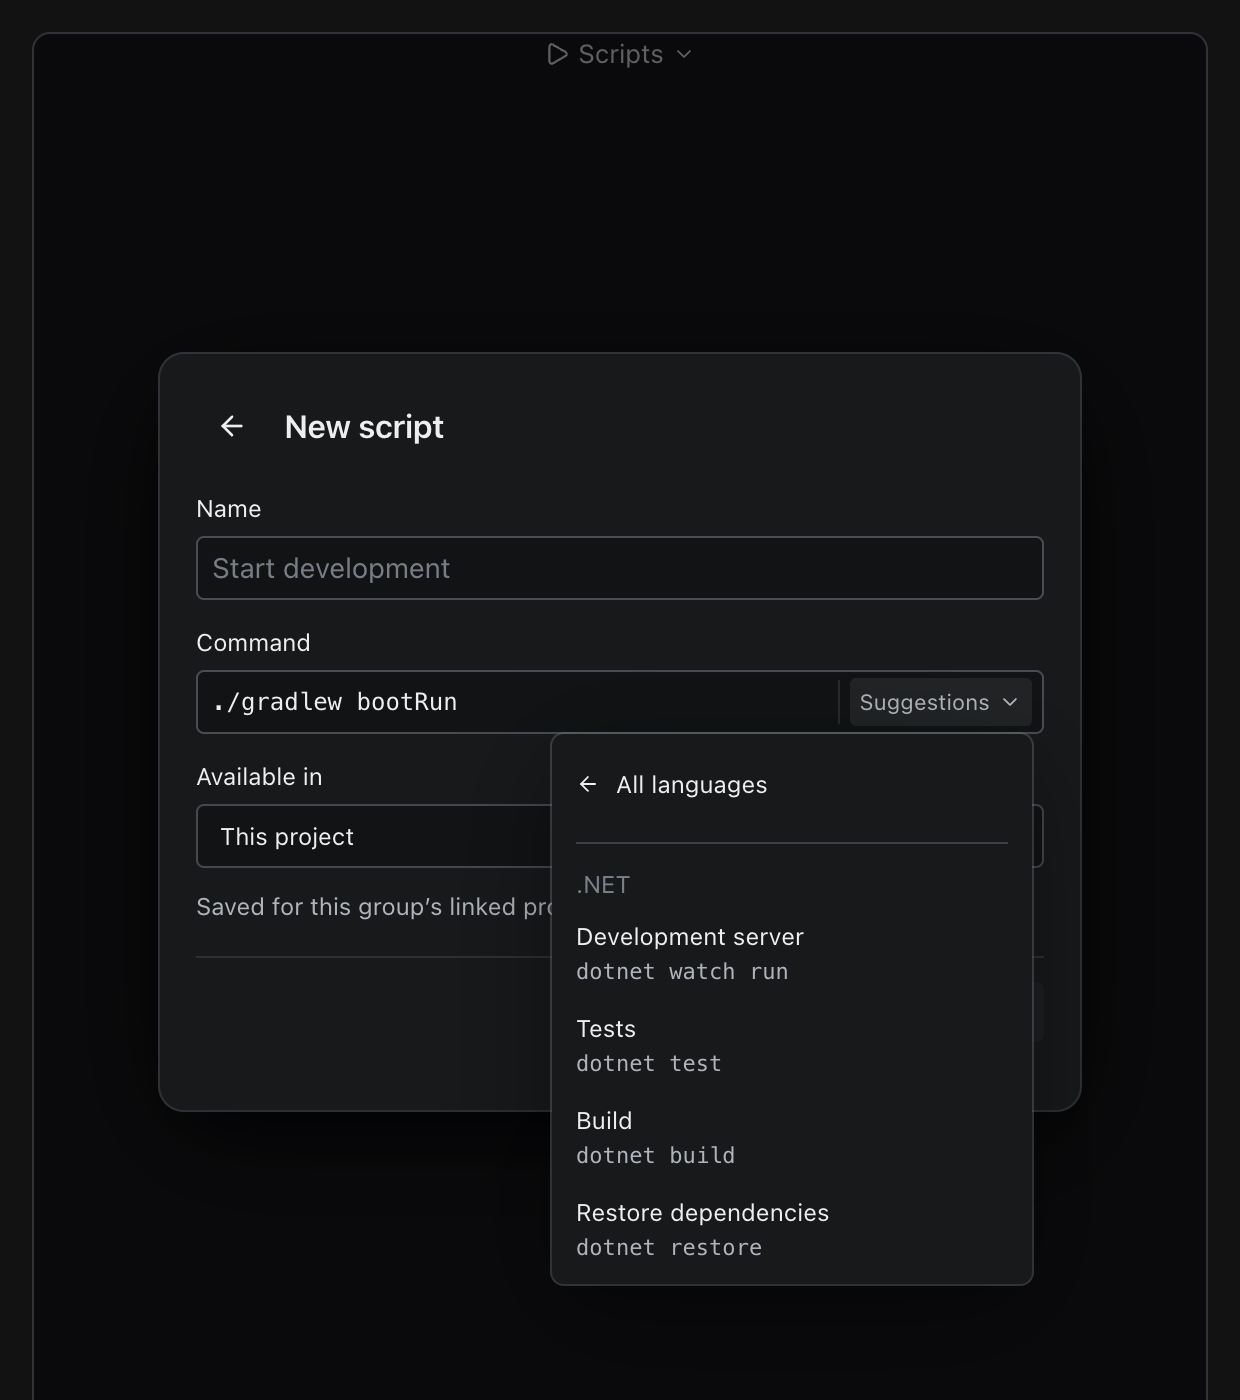 Scripts
New script
Name
Start development
Command
./gradlew bootRun
Suggestions
Available in
This project
Saved for this group’s linked
All languages
.NET
Development server
dotnet watch run
Tests
dotnet test
Build
dotnet build
Restore dependencies
dotnet restore